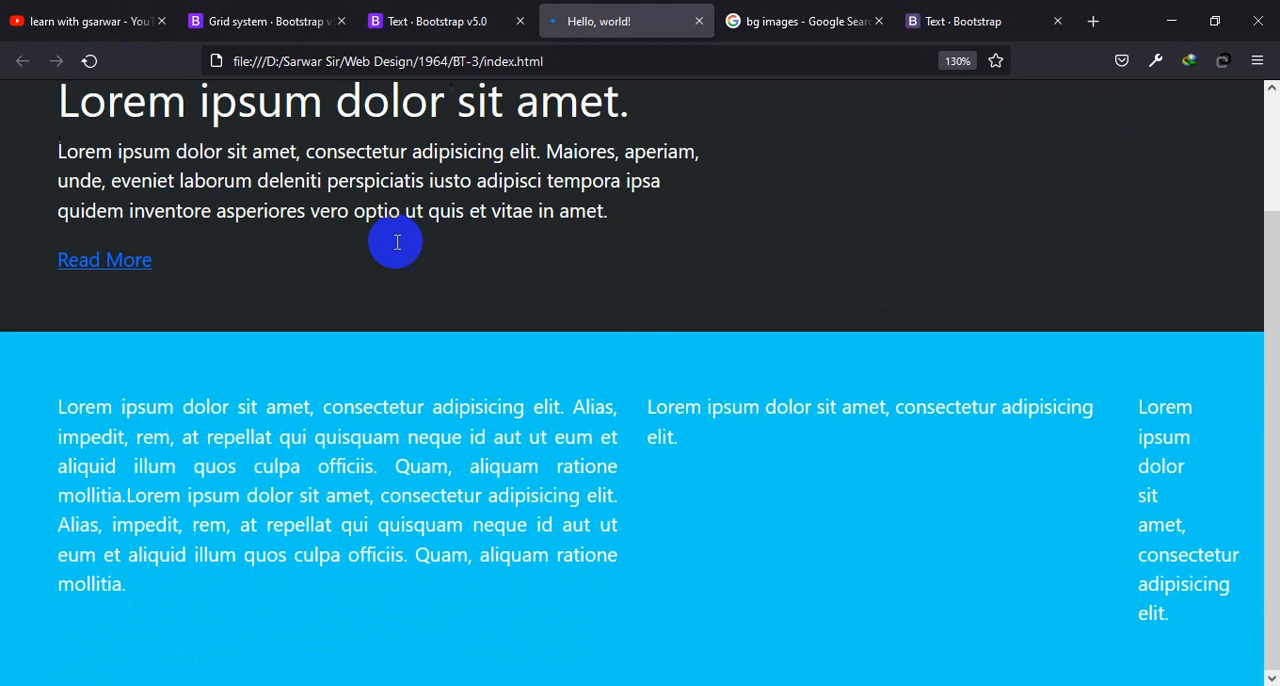 learn with gsarwar - YouT
Grid system · Bootstrap v
Text · Bootstrap v5.0
Hello, world!
bg images - Google Searc
Text · Bootstrap
file:///D:/Sarwar Sir/Web Design/1964/BT-3/index.html
130%
Lorem ipsum dolor sit amet.
Lorem ipsum dolor sit amet, consectetur adipisicing elit. Maiores, aperiam,
unde, eveniet laborum deleniti perspiciatis iusto adipisci tempora ipsa
quidem inventore asperiores vero optio ut quis et vitae in amet.
Read More
Lorem ipsum dolor sit amet, consectetur adipisicing elit. Alias,
impedit, rem, at repellat qui quisquam neque id aut ut eum et
aliquid illum quos culpa officiis. Quam, aliquam ratione
mollitia.Lorem ipsum dolor sit amet, consectetur adipisicing elit.
Alias, impedit, rem, at repellat qui quisquam neque id aut ut
eum et aliquid illum quos culpa officiis. Quam, aliquam ratione
mollitia.
Lorem ipsum dolor sit amet, consectetur adipisicing
elit.
Lorem
ipsum
dolor
sit
amet,
consectetur
adipisicing
elit.